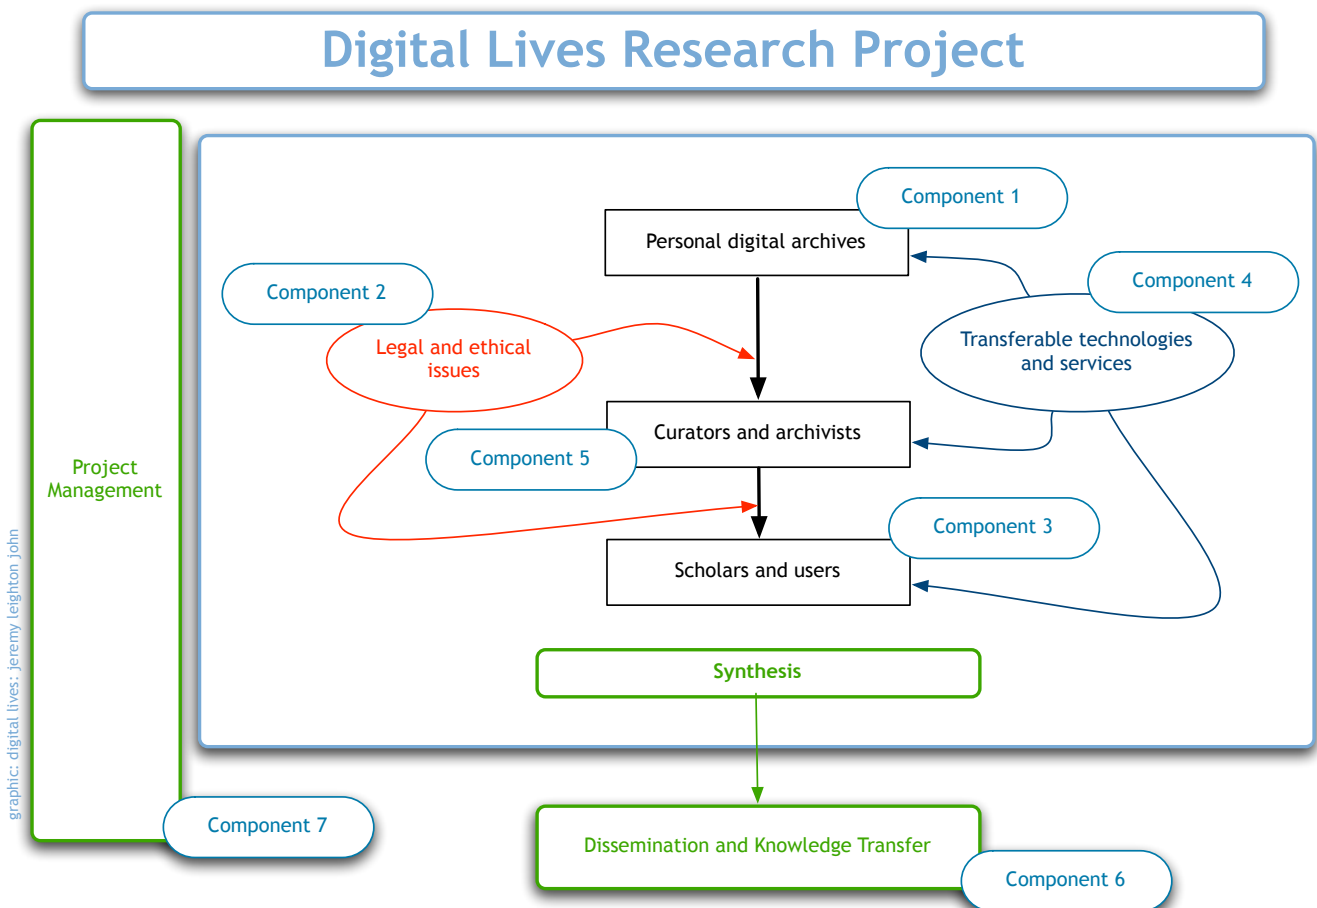 Digital Lives Research Project
Component 1
Personal digital archives
Component 2
Component 4
Legal and ethical
issues
Transferable technologies
and services
Curators and archivists
Component 5
Project
Management
Component 3
Scholars and users
Synthesis
graphic: digital lives: jeremy leighton john
Component 7
Dissemination and Knowledge Transfer
Component 6